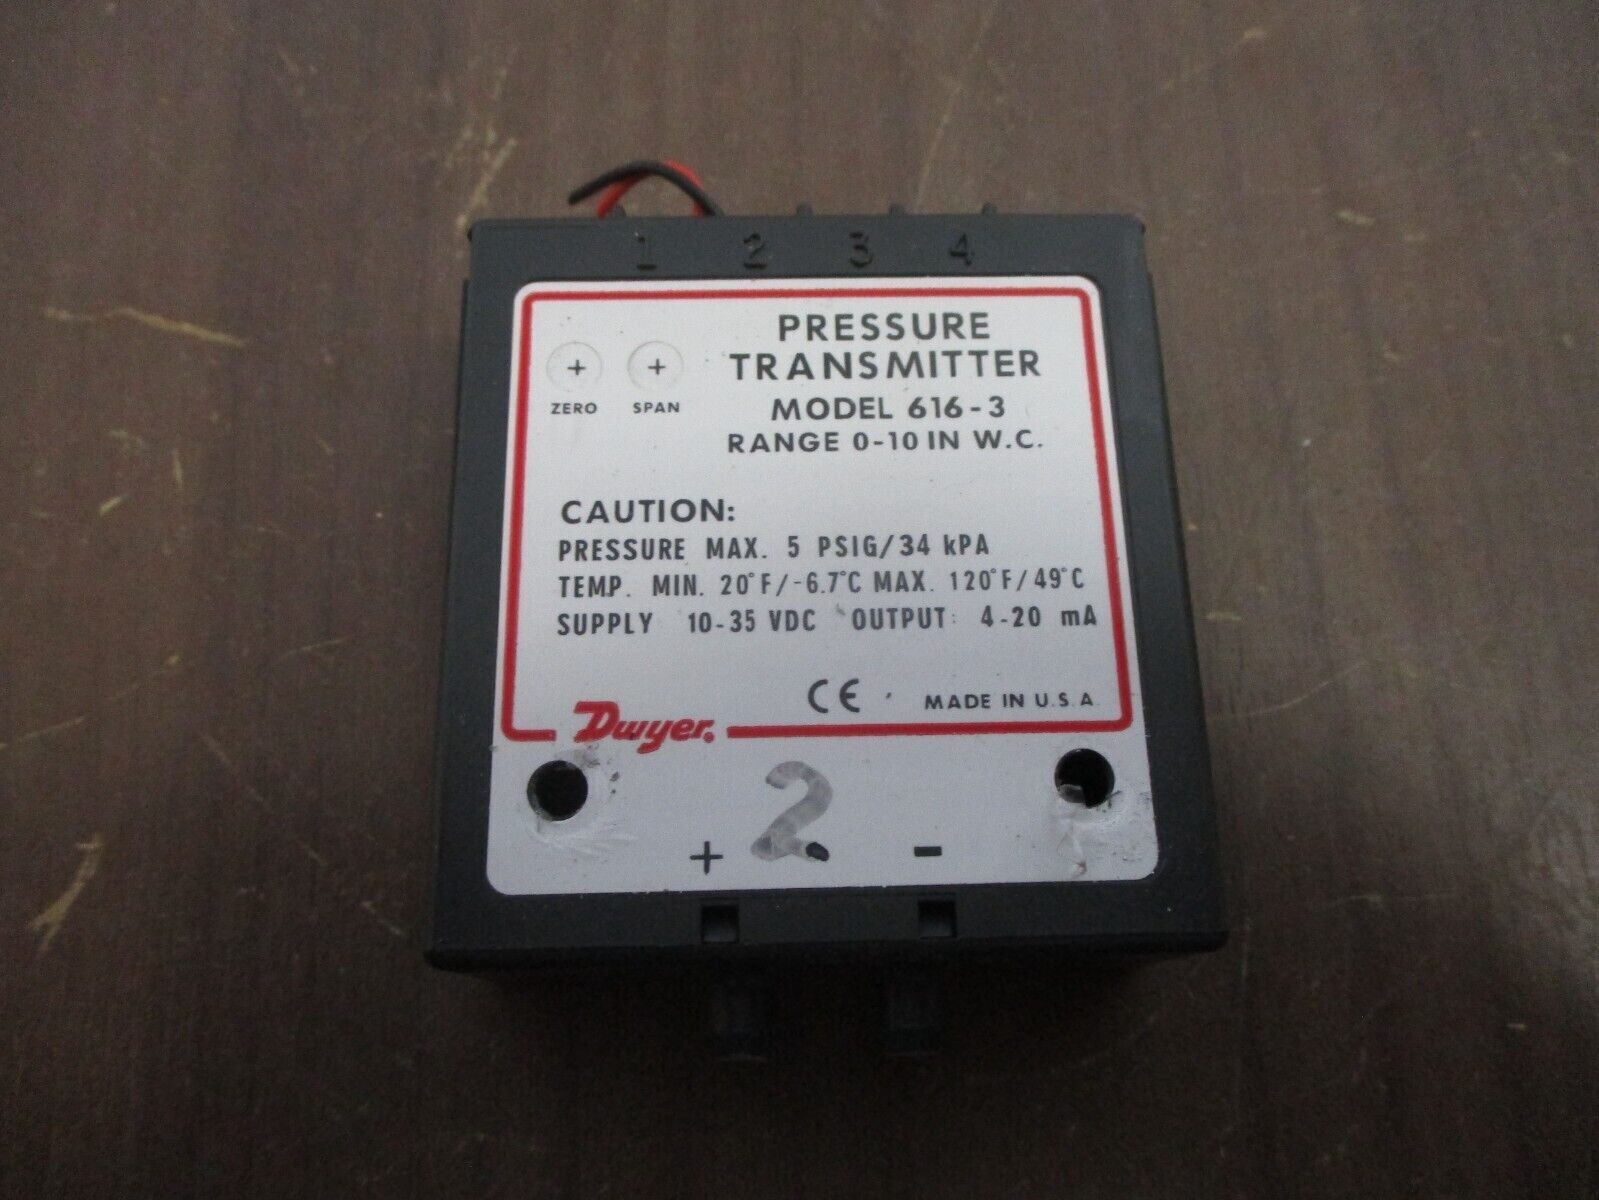 1 2 3 4
PRESSURE
TRANSMITTER
MODEL 616-3
RANGE 0-10 IN W.C.
+ +
ZERO SPAN
CAUTION:
PRESSURE MAX. 5 PSIG/34 kPA
TEMP. MIN. 20°F/-6.7°C MAX. 120°F/49°C
SUPPLY 10-35 VDC OUTPUT: 4-20 mA
CE MADE IN U.S.A.
Dwyer.
2
+ -